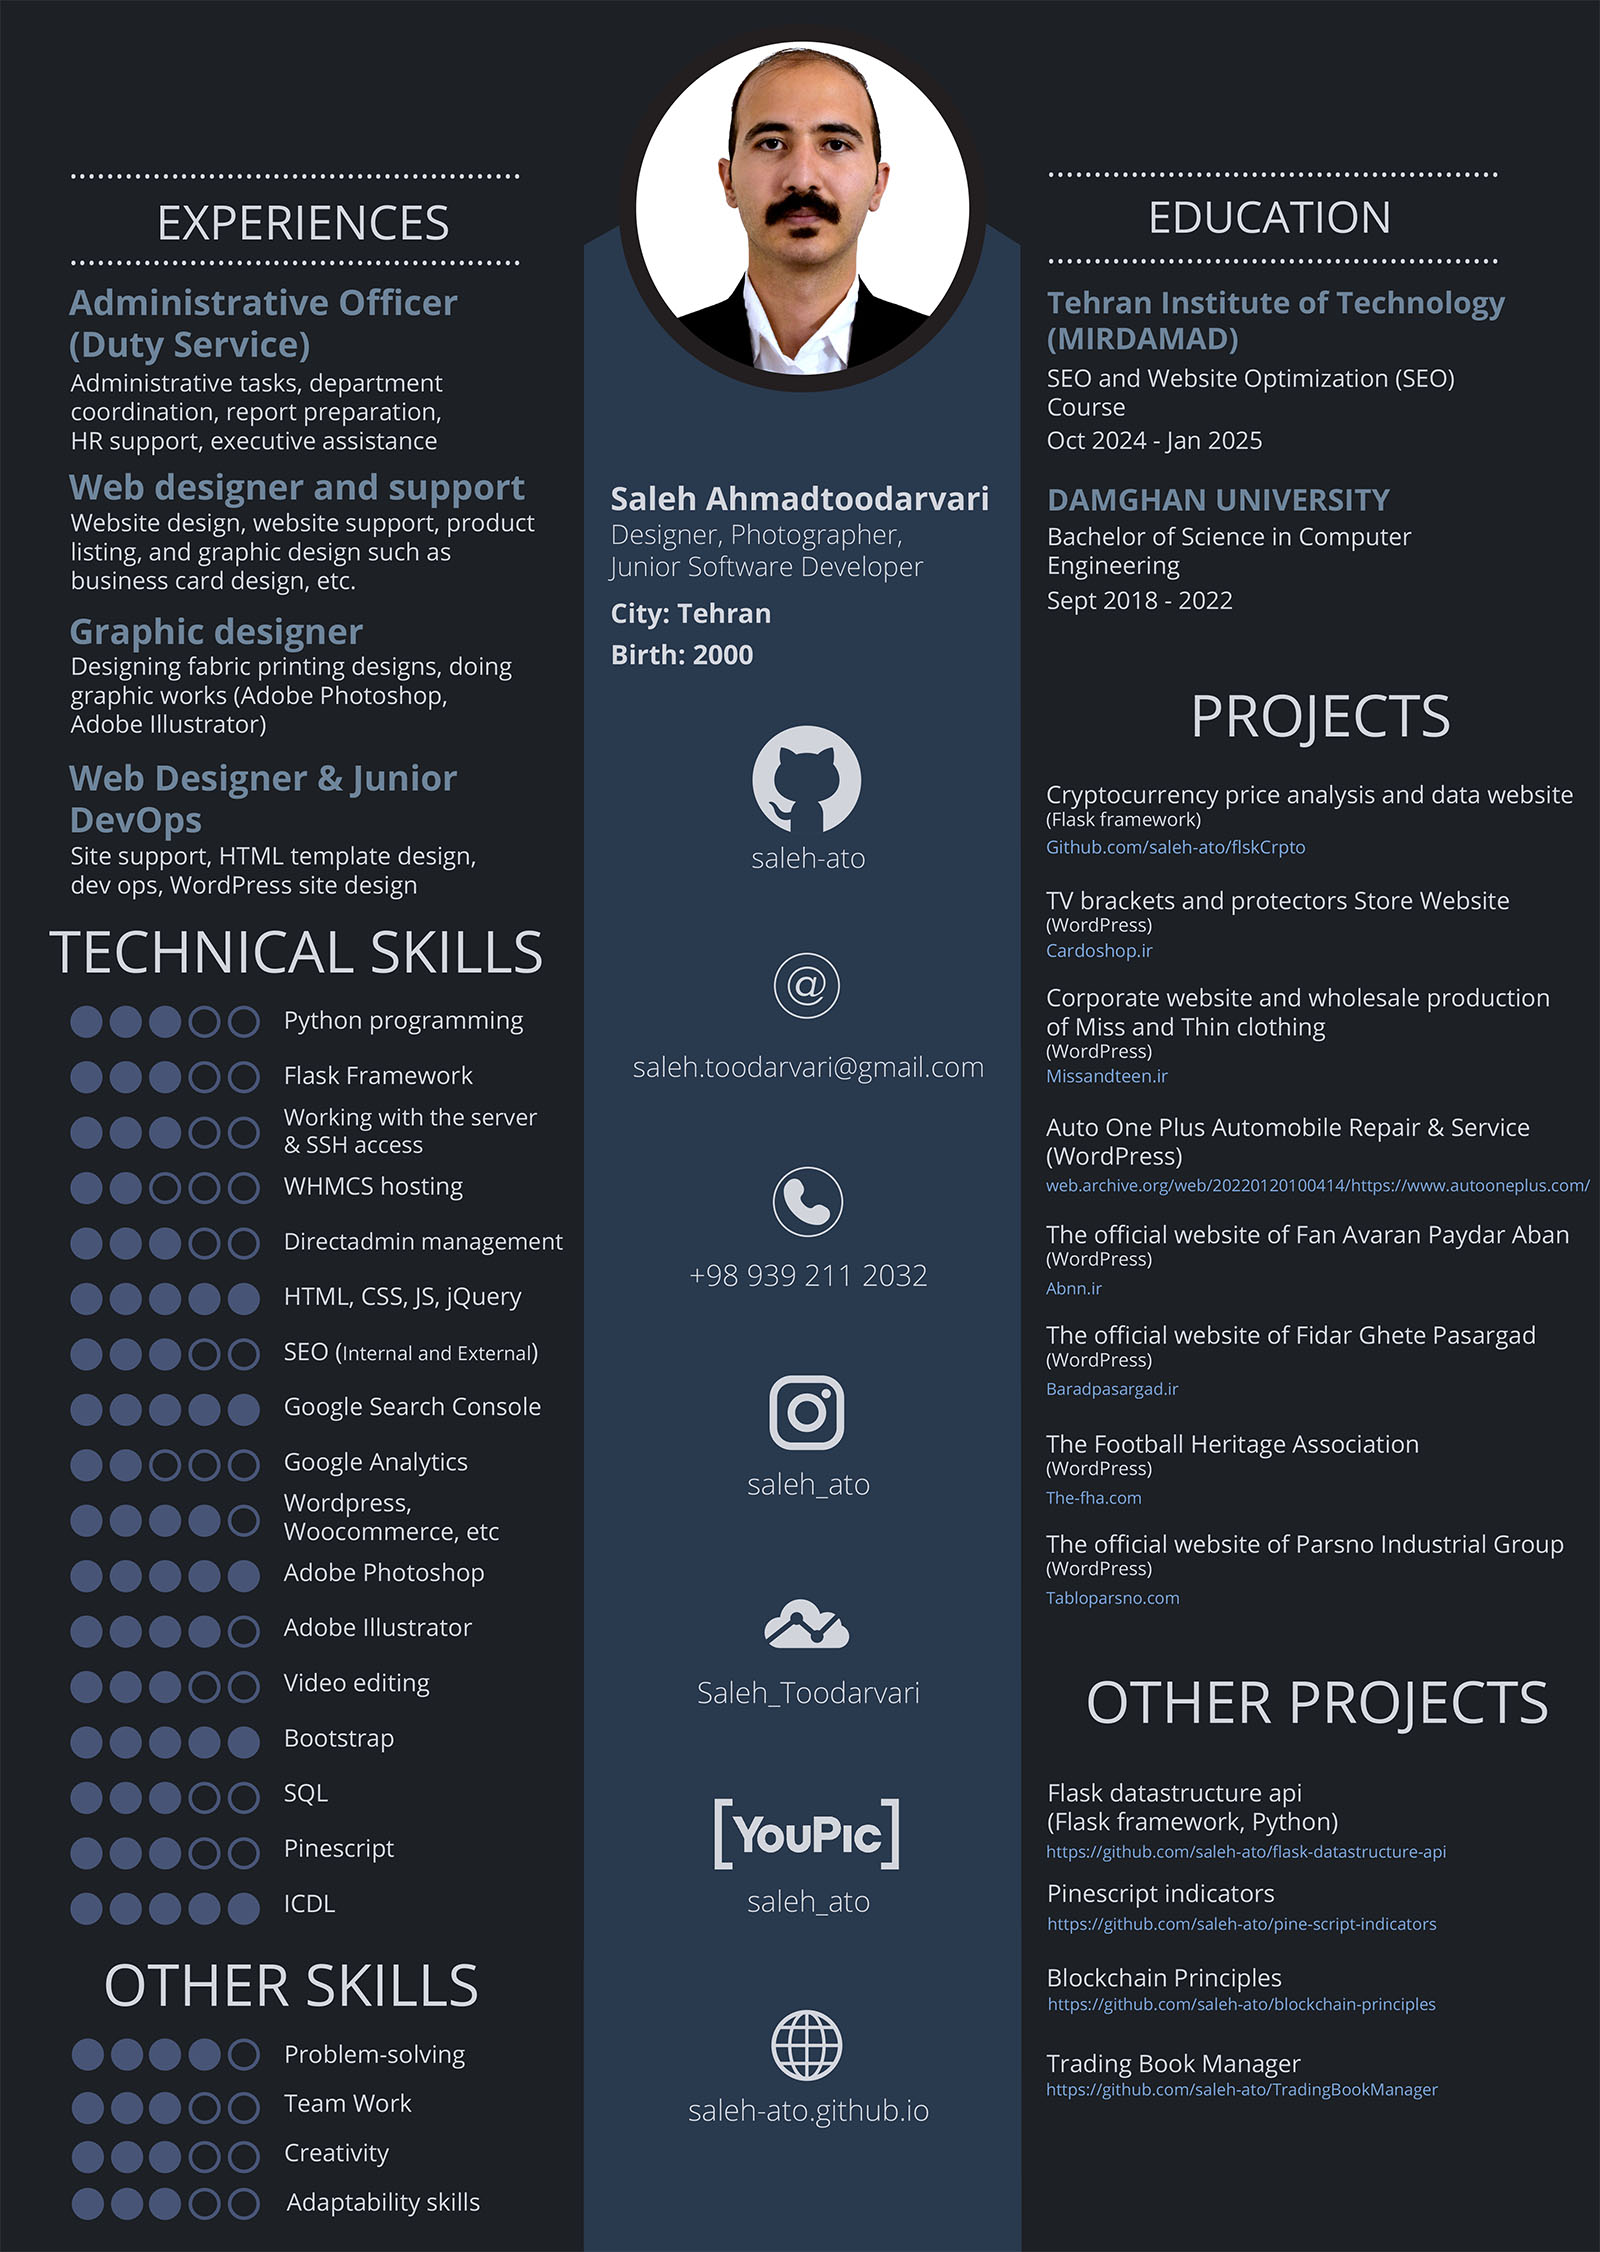 EXPERIENCES
Administrative Officer
(Duty Service)
Administrative tasks, department
coordination, report preparation,
HR support, executive assistance
Web designer and support
Website design, website support, product
listing, and graphic design such as
business card design, etc.
Graphic designer
Designing fabric printing designs, doing
graphic works (Adobe Photoshop,
Adobe Illustrator)
Web Designer & Junior
DevOps
Site support, HTML template design,
dev ops, WordPress site design
TECHNICAL SKILLS
Python programming
Flask Framework
Working with the server
& SSH access
WHMCS hosting
Directadmin management
HTML, CSS, JS, jQuery
SEO (Internal and External)
Google Search Console
Google Analytics
Wordpress,
Woocommerce, etc
Adobe Photoshop
Adobe Illustrator
Video editing
Bootstrap
SQL
Pinescript
ICDL
OTHER SKILLS
Problem-solving
Team Work
Creativity
Adaptability skills
Saleh Ahmadtoodarvari
Designer, Photographer,
Junior Software Developer
City: Tehran
Birth: 2000
saleh-ato
@
saleh.toodarvari@gmail.com
+98 939 211 2032
saleh_ato
Saleh_Toodarvari
[YouPic]
saleh_ato
saleh-ato.github.io
EDUCATION
Tehran Institute of Technology
(MIRDAMAD)
SEO and Website Optimization (SEO)
Course
Oct 2024 - Jan 2025
DAMGHAN UNIVERSITY
Bachelor of Science in Computer
Engineering
Sept 2018 - 2022
PROJECTS
Cryptocurrency price analysis and data website
(Flask framework)
Github.com/saleh-ato/flskCrpto
TV brackets and protectors Store Website
(WordPress)
Cardoshop.ir
Corporate website and wholesale production
of Miss and Thin clothing
(WordPress)
Missandteen.ir
Auto One Plus Automobile Repair & Service
(WordPress)
web.archive.org/web/20220120100414/https://www.autooneplus.com/
The official website of Fan Avaran Paydar Aban
(WordPress)
Abnn.ir
The official website of Fidar Ghete Pasargad
(WordPress)
Baradpasargad.ir
The Football Heritage Association
(WordPress)
The-fha.com
The official website of Parsno Industrial Group
(WordPress)
Tabloparsno.com
OTHER PROJECTS
Flask datastructure api
(Flask framework, Python)
https://github.com/saleh-ato/flask-datastructure-api
Pinescript indicators
https://github.com/saleh-ato/pine-script-indicators
Blockchain Principles
https://github.com/saleh-ato/blockchain-principles
Trading Book Manager
https://github.com/saleh-ato/TradingBookManager